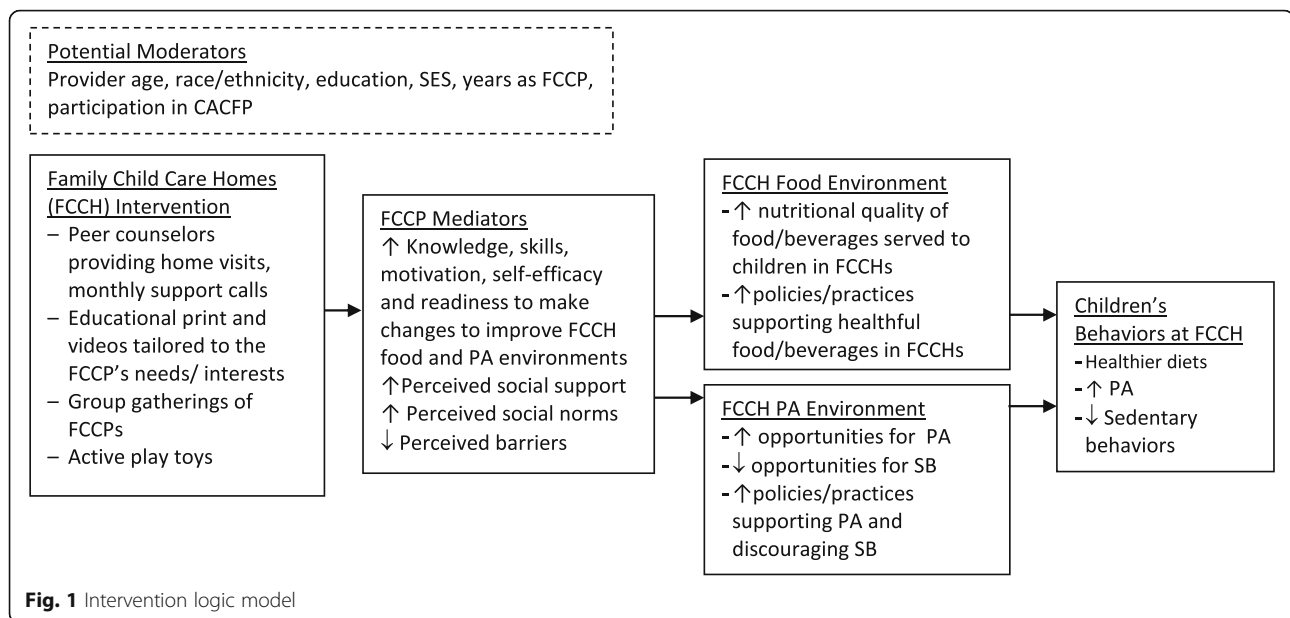 Potential Moderators
Provider age, race/ethnicity, education, SES, years as FCCP,
participation in CACFP
Family Child Care Homes
(FCCH) Intervention
– Peer counselors
providing home visits,
monthly support calls
– Educational print and
videos tailored to the
FCCP's needs/ interests
– Group gatherings of
FCCPs
– Active play toys
FCCP Mediators
↑ Knowledge, skills,
motivation, self-efficacy
and readiness to make
changes to improve FCCH
food and PA environments
↑Perceived social support
↑ Perceived social norms
↓ Perceived barriers
FCCH Food Environment
-↑ nutritional quality of
food/beverages served to
children in FCCHs
-↑policies/practices
supporting healthful
food/beverages in FCCHs
FCCH PA Environment
-↑ opportunities for PA
-↓ opportunities for SB
-↑policies/practices
supporting PA and
discouraging SB
Children's
Behaviors at FCCH
-Healthier diets
-↑ PA
-↓ Sedentary
behaviors
Fig. 1 Intervention logic model